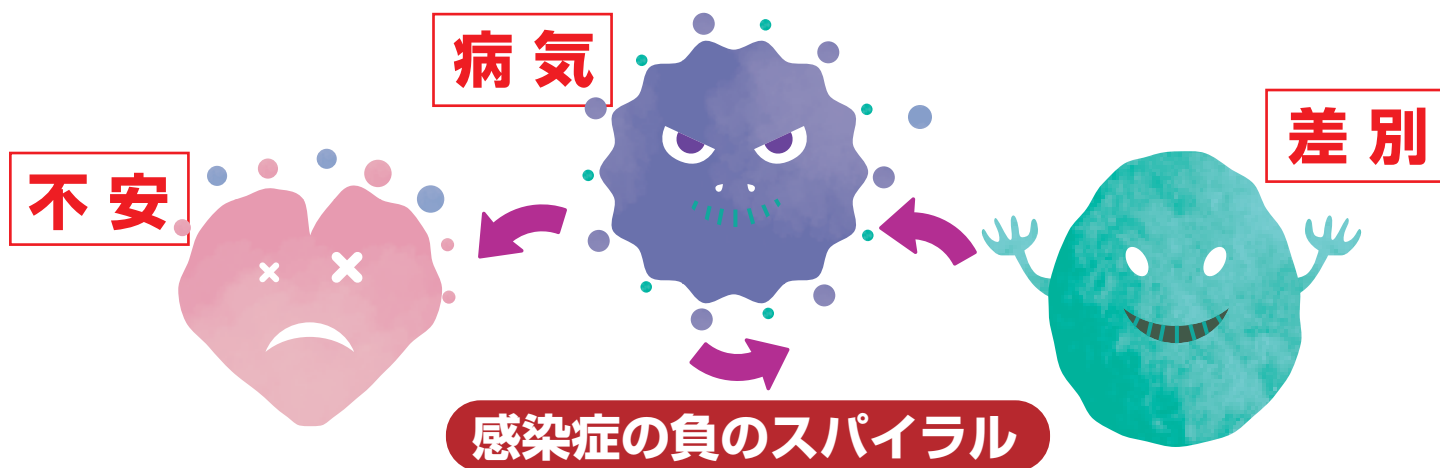 病気
差別
不安
感染症の負のスパイラル